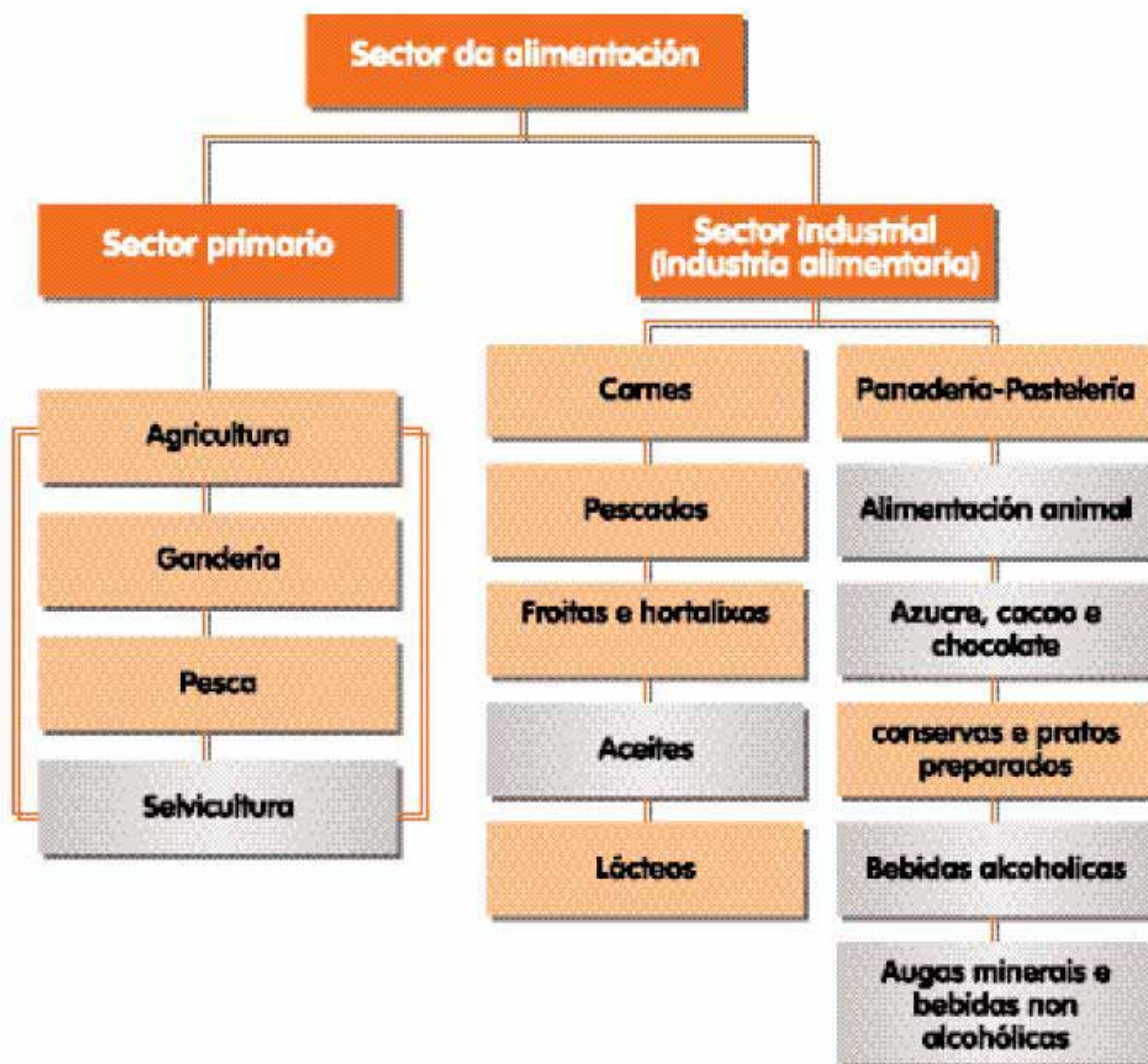 Sector da alimentación
Sector primario
Agricultura
Gandería
Pesca
Selvicultura
Sector industrial
(industria alimentaria)
Carnes
Pescados
Froitas e hortalixas
Aceites
Lácteos
Panadería-Pastelería
Alimentación animal
Azucre, cacao e
chocolate
conservas e pratos
preparados
Bebidas alcoholicas
Augas minerais e
bebidas non
alcohólicas